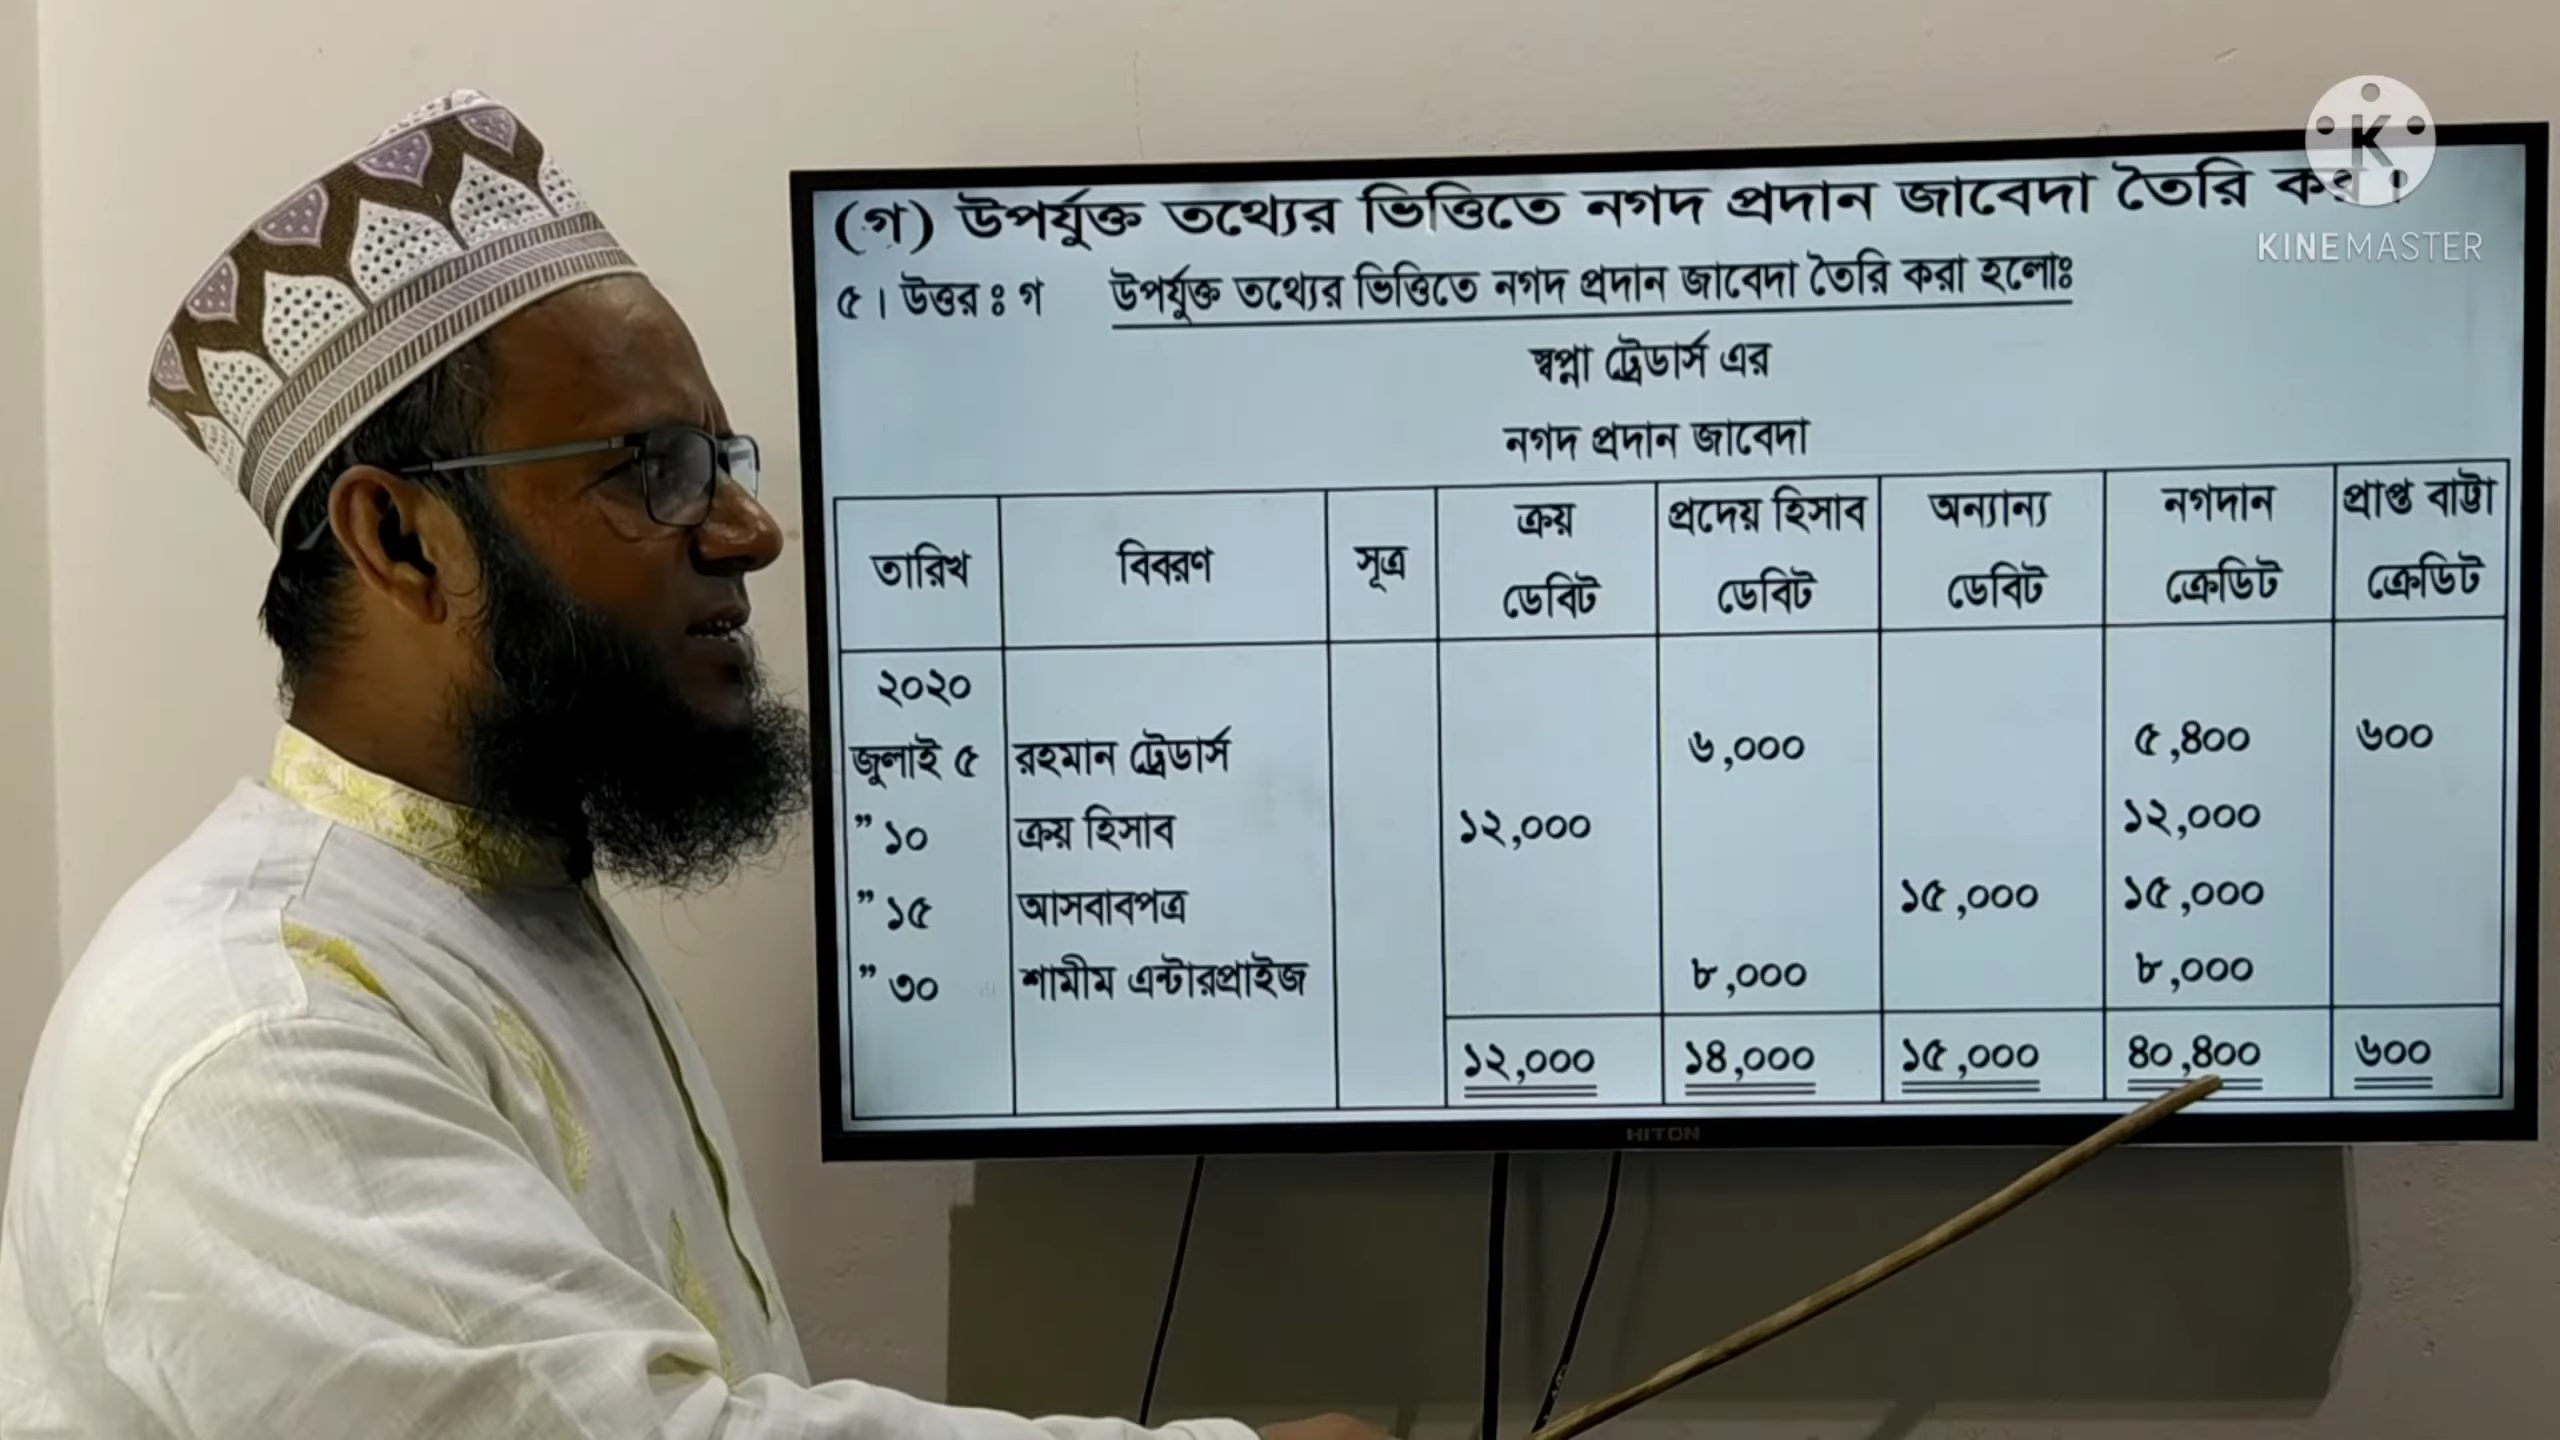 (গ) উপর্যুক্ত তথ্যের ভিত্তিতে নগদ প্রদান জাবেদা তৈরি কর।
KINEMASTER
৫। উত্তর ঃ গ উপর্যুক্ত তথ্যের ভিত্তিতে নগদ প্রদান জাবেদা তৈরি করা হলোঃ
স্বপ্না ট্রেডার্স এর
নগদ প্রদান জাবেদা
তারিখ বিবরণ সূত্র ক্রয় ডেবিট প্রদেয় হিসাব ডেবিট অন্যান্য ডেবিট নগদান ক্রেডিট প্রাপ্ত বাট্টা ক্রেডিট
২০২০
জুলাই ৫ রহমান ট্রেডার্স ৬,০০০ ৫,৪০০ ৬০০
” ১০ ক্রয় হিসাব ১২,০০০ ১২,০০০
” ১৫ আসবাবপত্র ১৫,০০০ ১৫,০০০
” ৩০ শামীম এন্টারপ্রাইজ ৮,০০০ ৮,০০০
১২,০০০ ১৪,০০০ ১৫,০০০ ৪০,৪০০ ৬০০
HITON